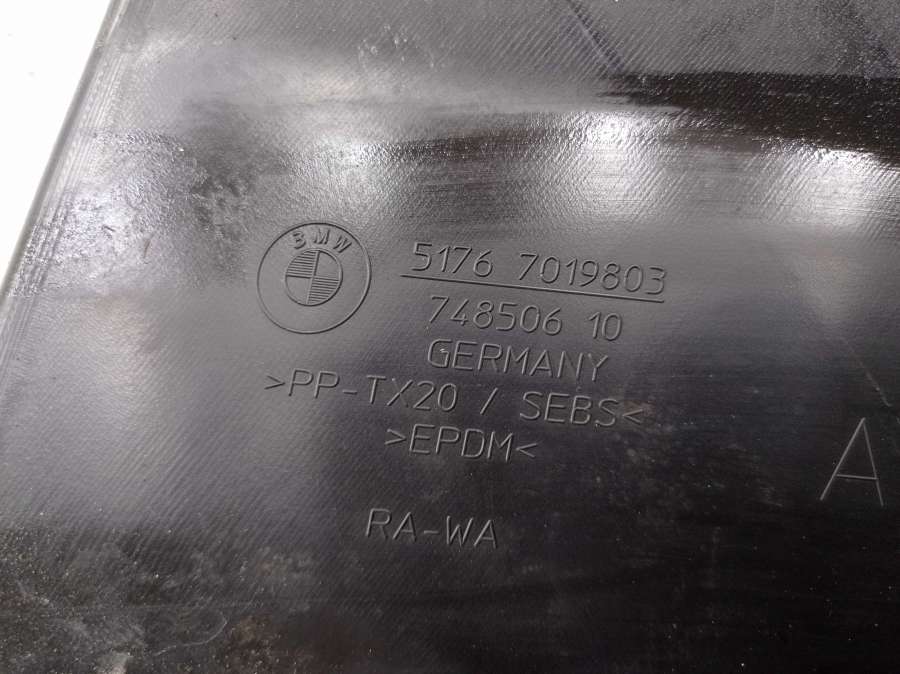 BMW
5176 7019803
748506 10
GERMANY
>PP-TX20 / SEBS<
>EPDM<
RA-WA
A